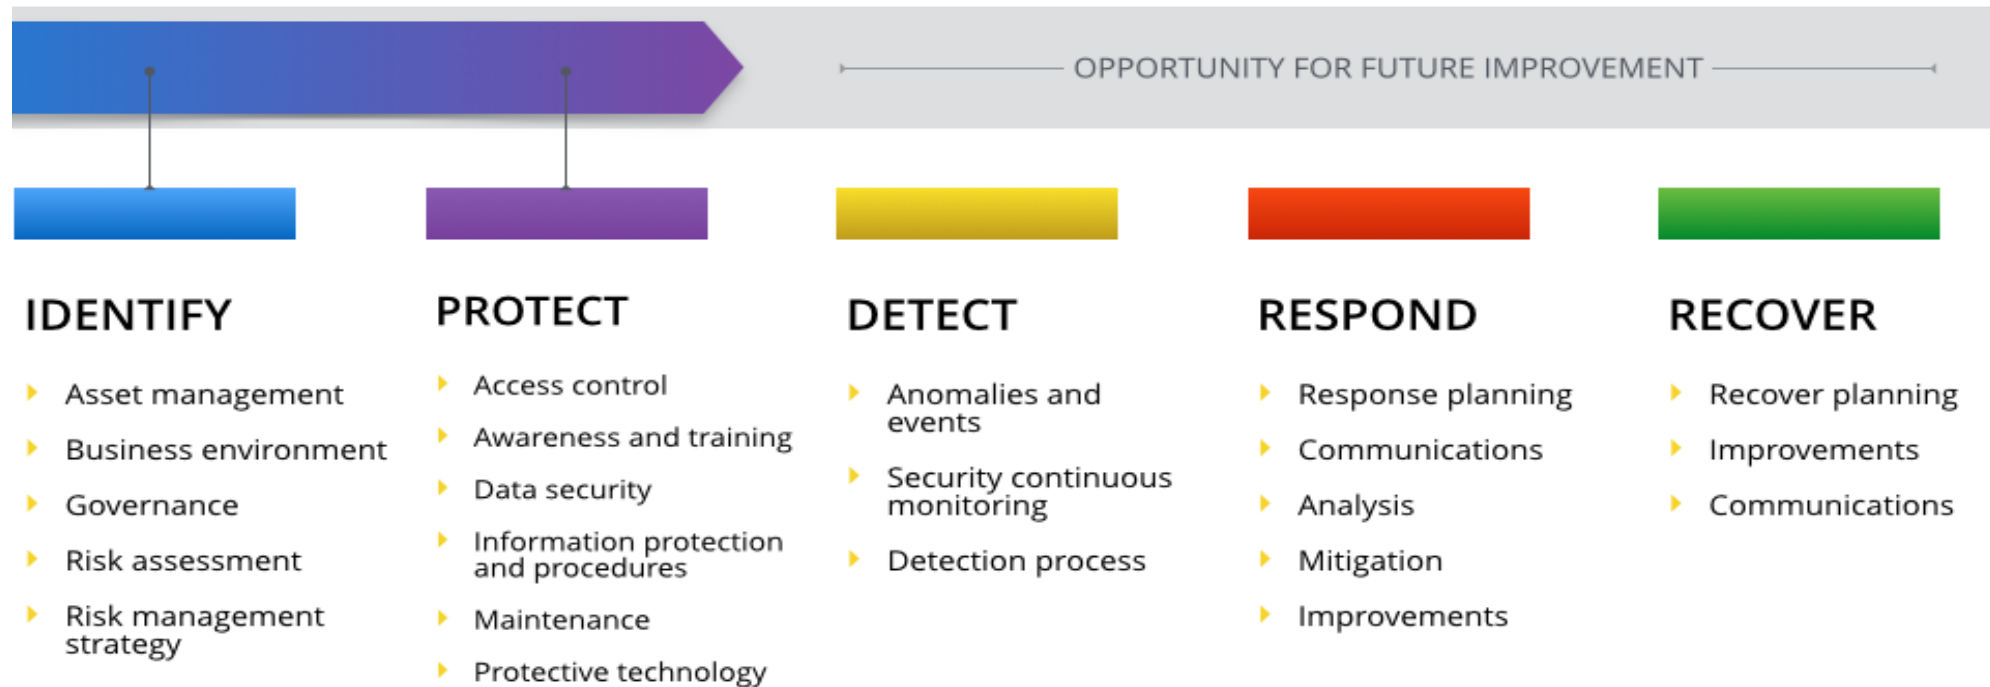 OPPORTUNITY FOR FUTURE IMPROVEMENT
IDENTIFY
Asset management
Business environment
Governance
Risk assessment
Risk management
strategy
PROTECT
Access control
Awareness and training
Data security
Information protection
and procedures
Maintenance
Protective technology
DETECT
Anomalies and
events
Security continuous
monitoring
Detection process
RESPOND
Response planning
Communications
Analysis
Mitigation
Improvements
RECOVER
Recover planning
Improvements
Communications